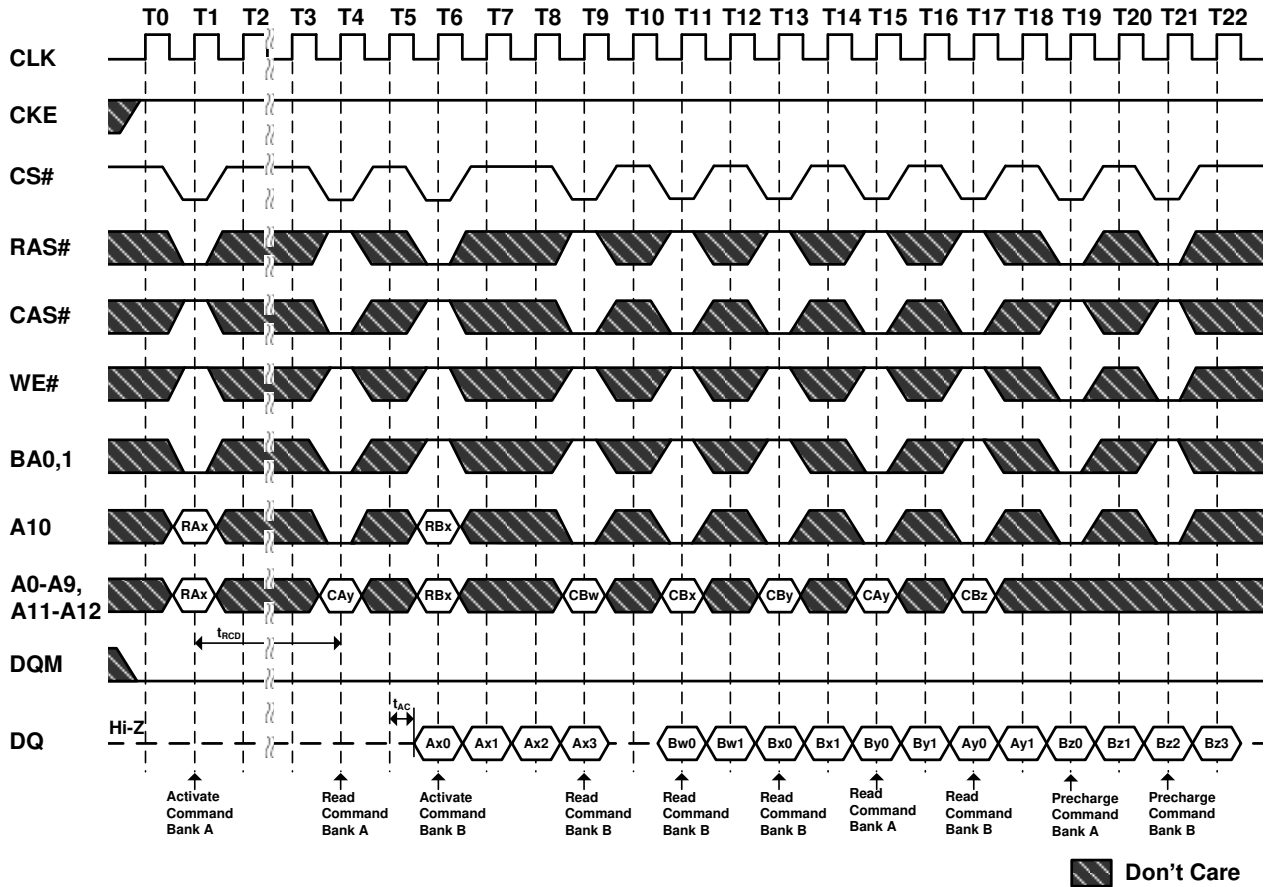 T0 T1 T2 T3 T4 T5 T6 T7 T8 T9 T10 T11 T12 T13 T14 T15 T16 T17 T18 T19 T20 T21 T22
CLK
CKE
CS#
RAS#
CAS#
WE#
BA0,1
A10
RAx RBx
A0-A9,
A11-A12
RAx CAy RBx CBw CBx CBy CAy CBz
tRCD
DQM
tAC
Hi-Z
DQ
Ax0 Ax1 Ax2 Ax3 Bw0 Bw1 Bx0 Bx1 By0 By1 Ay0 Ay1 Bz0 Bz1 Bz2 Bz3
Activate
Command
Bank A
Read
Command
Bank A
Activate
Command
Bank B
Read
Command
Bank B
Read
Command
Bank B
Read
Command
Bank B
Read
Command
Bank A
Read
Command
Bank B
Precharge
Command
Bank A
Precharge
Command
Bank B
Don't Care